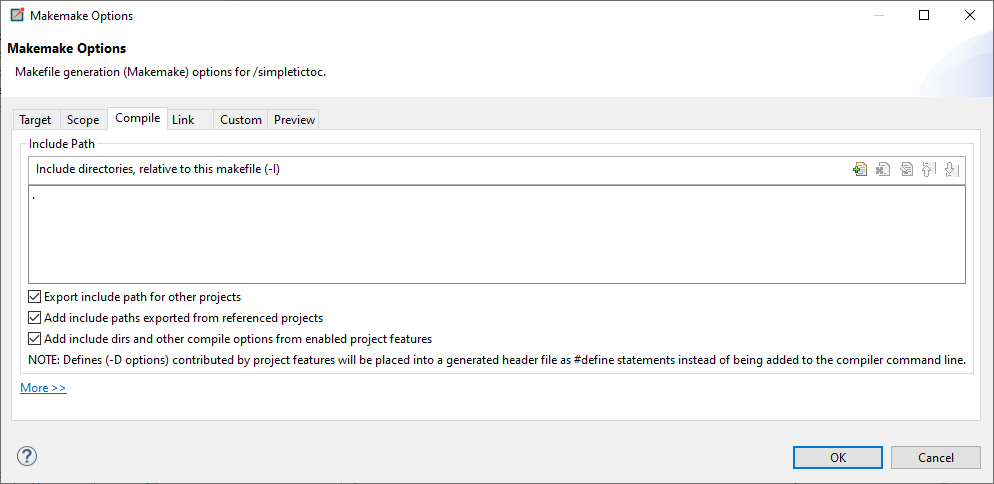 Makemake Options
Makemake Options
Makefile generation (Makemake) options for /simpletictoc.
Target Scope Compile Link Custom Preview
Include Path
Include directories, relative to this makefile (-I)
.
Export include path for other projects
Add include paths exported from referenced projects
Add include dirs and other compile options from enabled project features
NOTE: Defines (-D options) contributed by project features will be placed into a generated header file as #define statements instead of being added to the compiler command line.
More >>
? OK Cancel